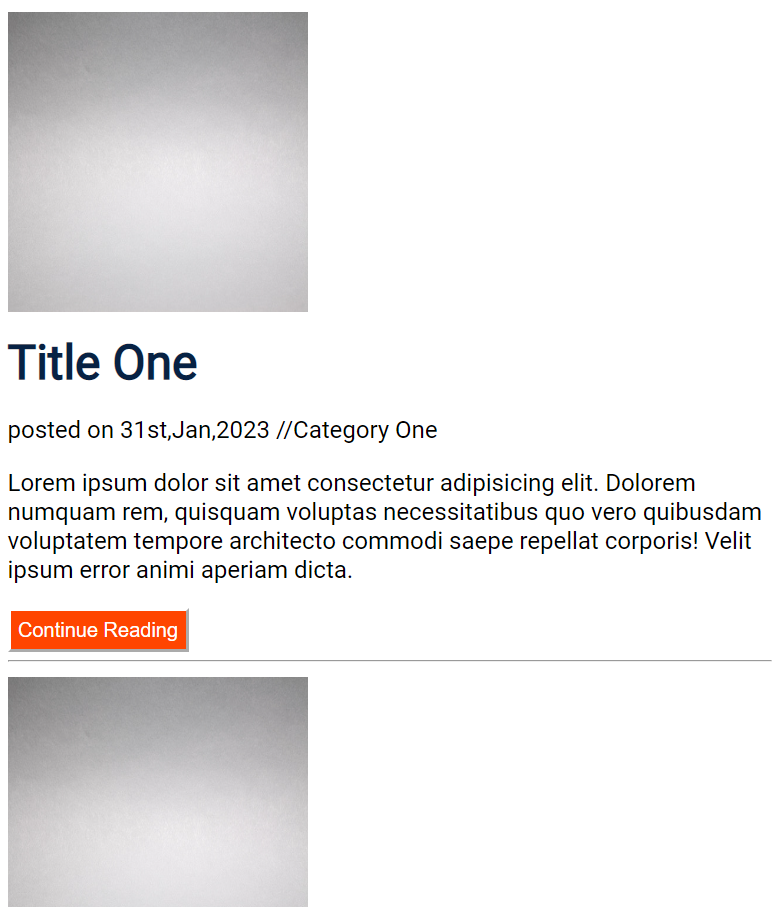 Title One
posted on 31st,Jan,2023 //Category One
Lorem ipsum dolor sit amet consectetur adipisicing elit. Dolorem
numquam rem, quisquam voluptas necessitatibus quo vero quibusdam
voluptatem tempore architecto commodi saepe repellat corporis! Velit
ipsum error animi aperiam dicta.
Continue Reading